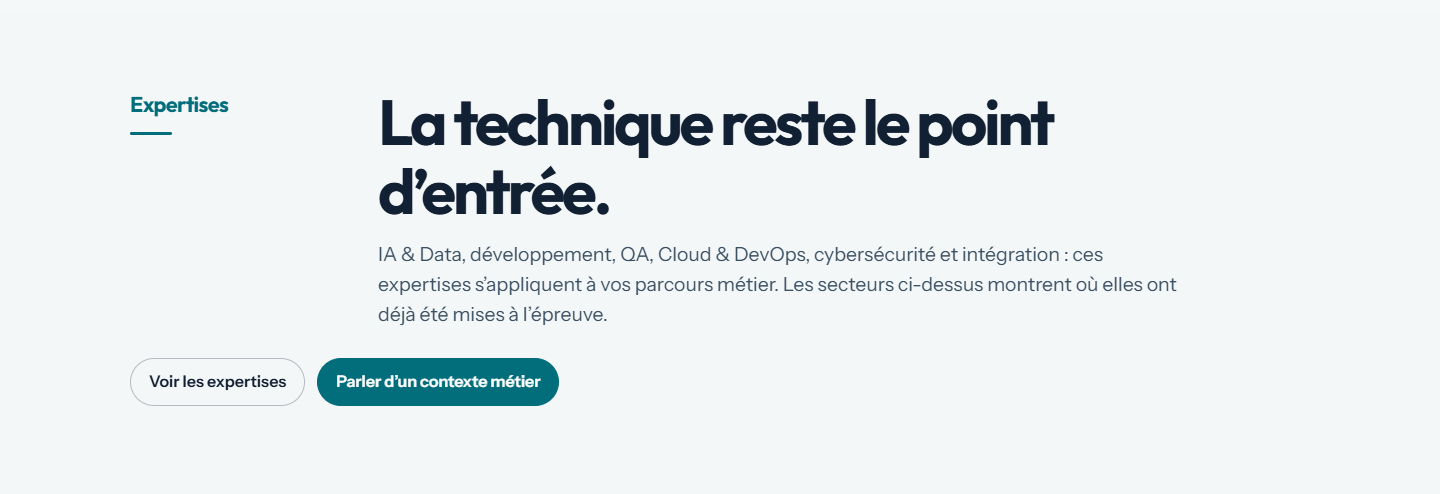 Expertises
La technique reste le point
d’entrée.
IA & Data, développement, QA, Cloud & DevOps, cybersécurité et intégration : ces
expertises s’appliquent à vos parcours métier. Les secteurs ci-dessus montrent où elles ont
déjà été mises à l’épreuve.
Voir les expertises
Parler d’un contexte métier